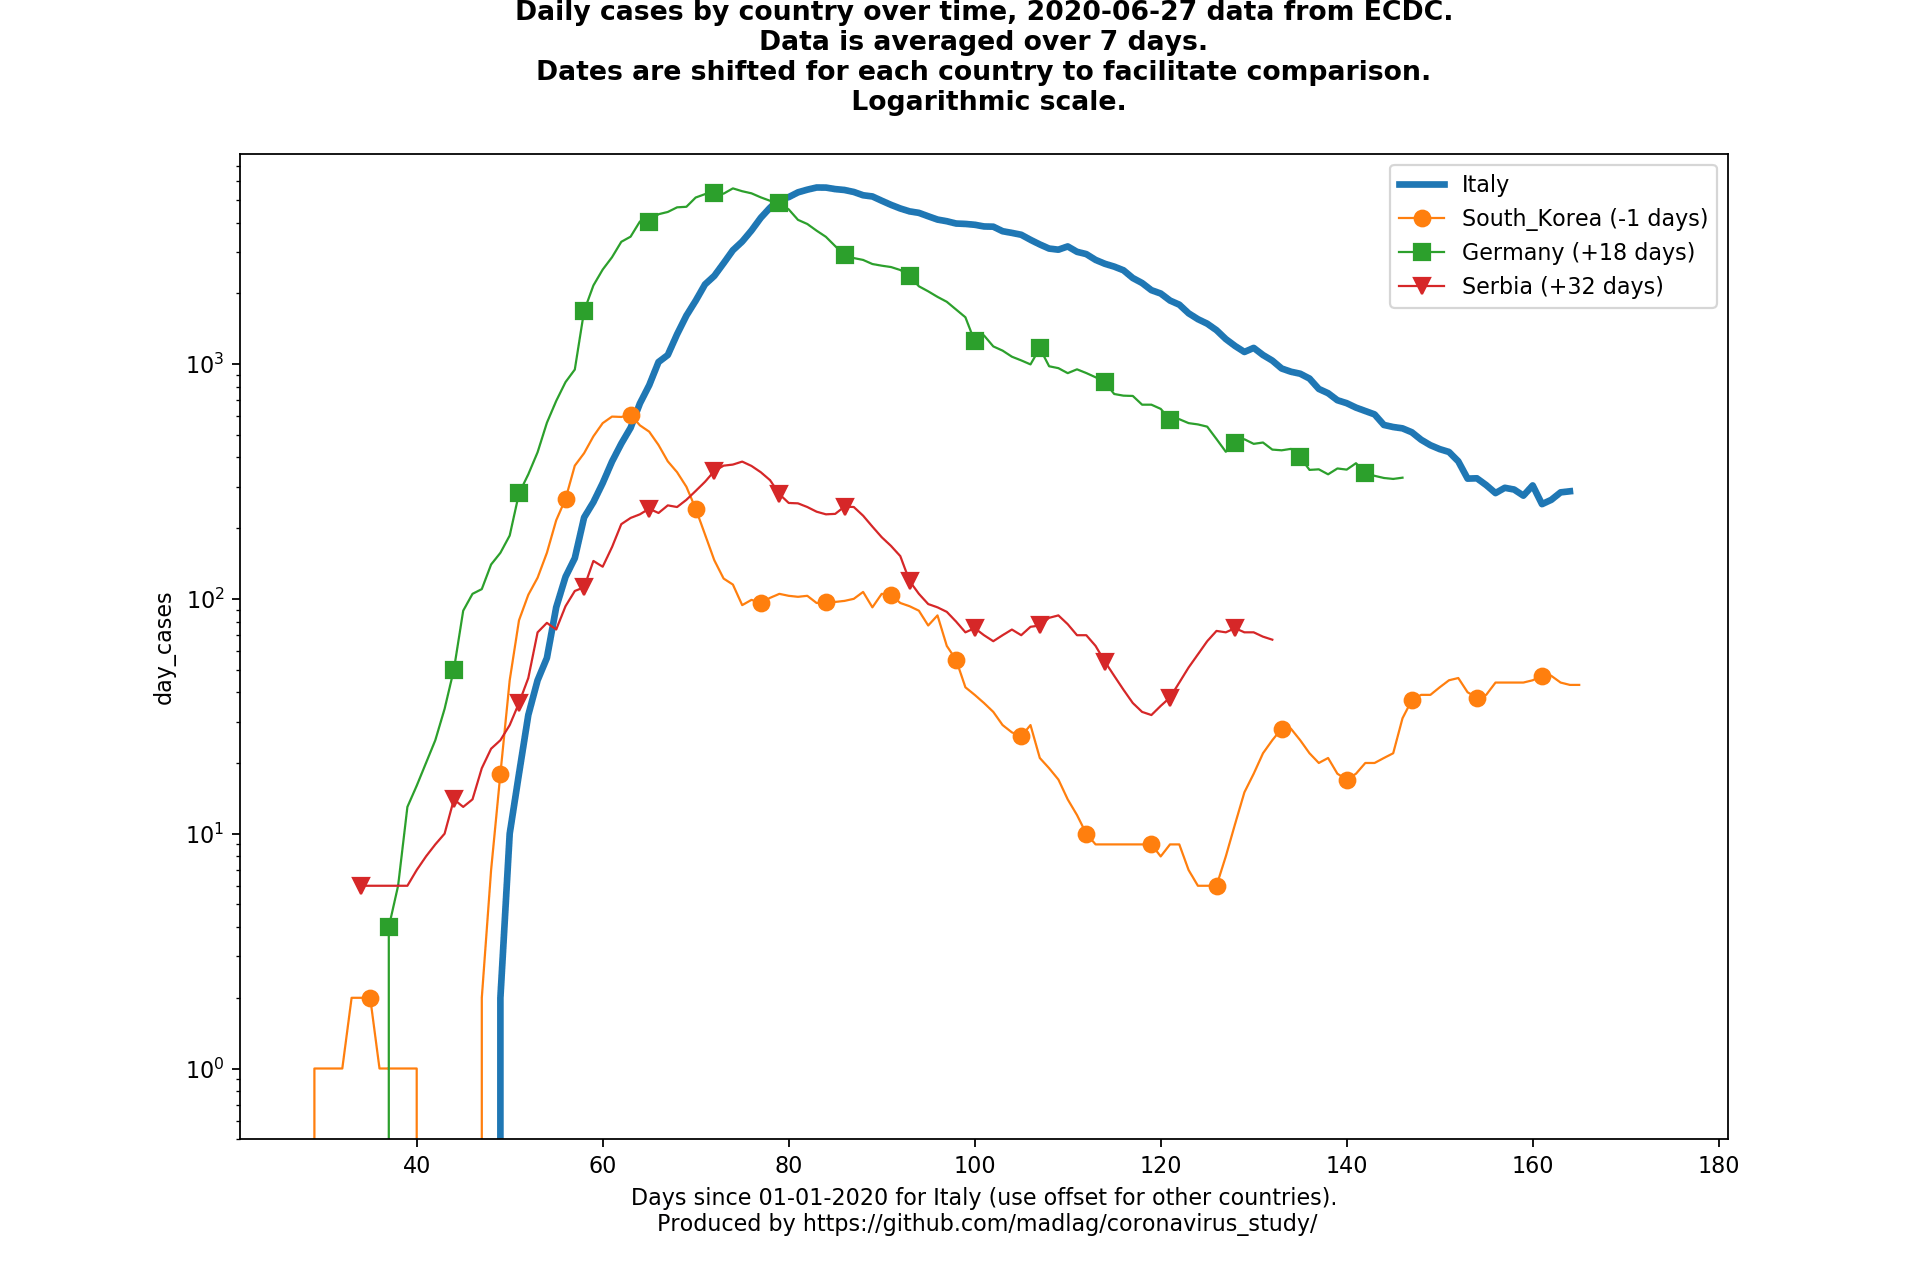 Daily cases by country over time, 2020-06-27 data from ECDC.
Data is averaged over 7 days.
Dates are shifted for each country to facilitate comparison.
Logarithmic scale.
Italy
South_Korea (-1 days)
Germany (+18 days)
Serbia (+32 days)
day_cases
10³
10²
10¹
10⁰
40 60 80 100 120 140 160 180
Days since 01-01-2020 for Italy (use offset for other countries).
Produced by https://github.com/madlag/coronavirus_study/